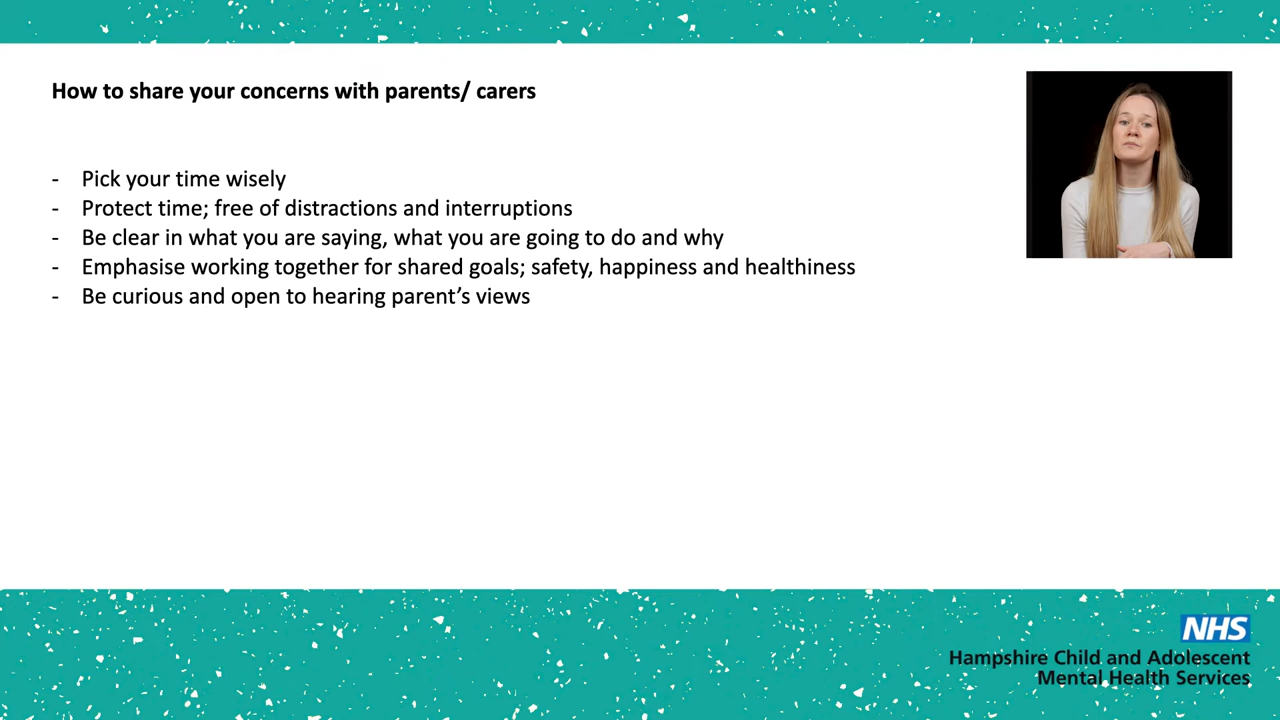 How to share your concerns with parents/ carers
- Pick your time wisely
- Protect time; free of distractions and interruptions
- Be clear in what you are saying, what you are going to do and why
- Emphasise working together for shared goals; safety, happiness and healthiness
- Be curious and open to hearing parent’s views
NHS
Hampshire Child and Adolescent
Mental Health Services